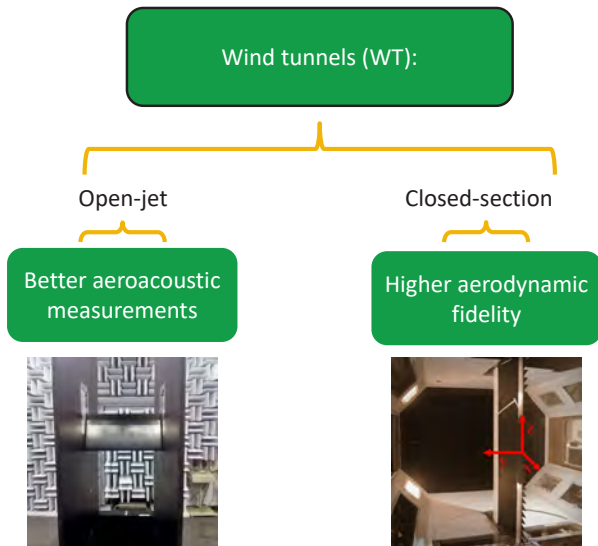 Wind tunnels (WT):
Open-jet
Closed-section
Better aeroacoustic
measurements
Higher aerodynamic
fidelity